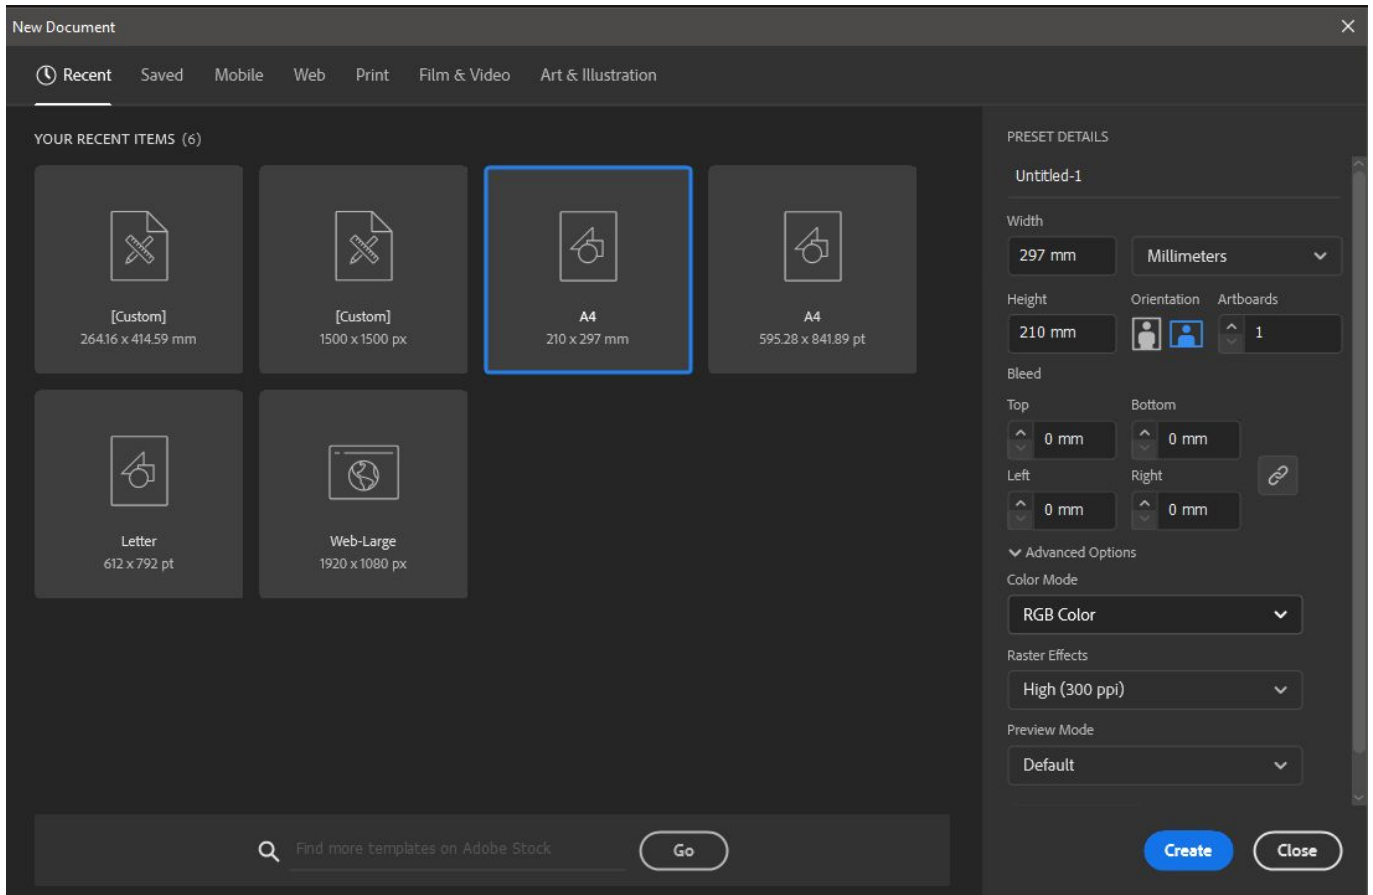 New Document
Recent Saved Mobile Web Print Film & Video Art & Illustration
YOUR RECENT ITEMS (6)
[Custom]
264.16 x 414.59 mm
[Custom]
1500 x 1500 px
A4
210 x 297 mm
A4
595.28 x 841.89 pt
Letter
612 x 792 pt
Web-Large
1920 x 1080 px
Find more templates on Adobe Stock
Go
PRESET DETAILS
Untitled-1
Width
297 mm Millimeters
Height Orientation Artboards
210 mm 1
Bleed
Top Bottom
0 mm 0 mm
Left Right
0 mm 0 mm
Advanced Options
Color Mode
RGB Color
Raster Effects
High (300 ppi)
Preview Mode
Default
Create Close